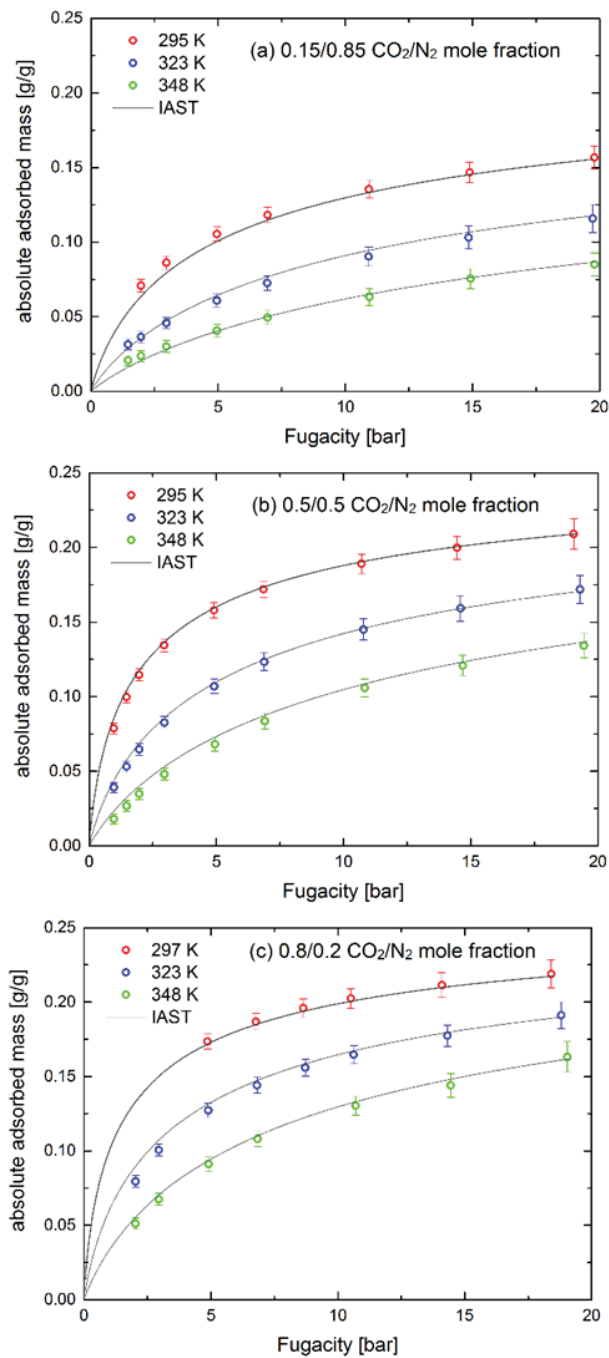 0.25
0.20
0.15
0.10
0.05
0.00
absolute adsorbed mass [g/g]
295 K
323 K
348 K
IAST
(a) 0.15/0.85 CO₂/N₂ mole fraction
0 5 10 15 20
Fugacity [bar]
0.25
0.20
0.15
0.10
0.05
0.00
absolute adsorbed mass [g/g]
295 K
323 K
348 K
IAST
(b) 0.5/0.5 CO₂/N₂ mole fraction
0 5 10 15 20
Fugacity [bar]
0.25
0.20
0.15
0.10
0.05
0.00
absolute adsorbed mass [g/g]
297 K
323 K
348 K
IAST
(c) 0.8/0.2 CO₂/N₂ mole fraction
0 5 10 15 20
Fugacity [bar]